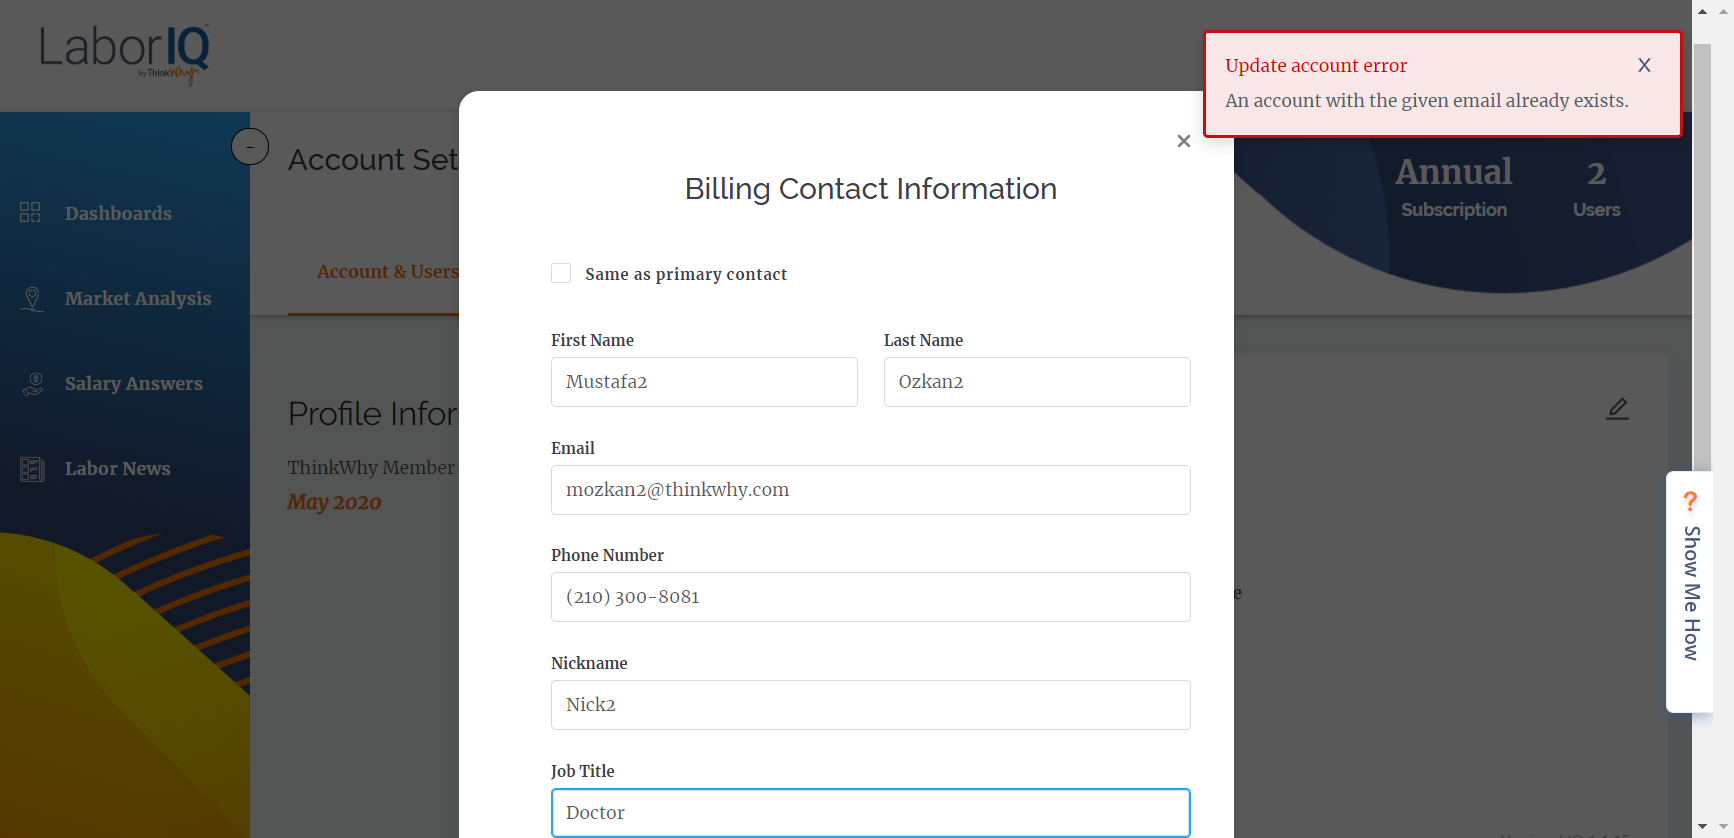 LaborIQ
by ThinkWhy
Update account error
X
An account with the given email already exists.
Account Set
Annual
Subscription
2
Users
Dashboards
Market Analysis
Salary Answers
Labor News
Account & Users
Profile Infor
ThinkWhy Member
May 2020
Billing Contact Information
Same as primary contact
First Name
Last Name
Mustafa2
Ozkan2
Email
mozkan2@thinkwhy.com
Phone Number
(210) 300-8081
Nickname
Nick2
Job Title
Doctor
e
? Show Me How